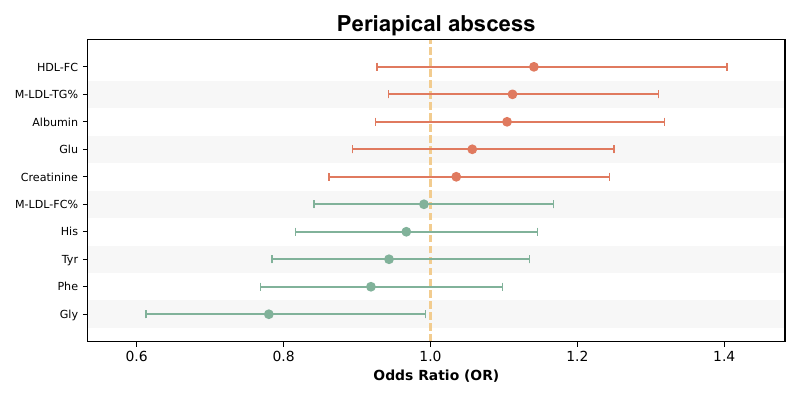 Periapical abscess
HDL-FC
M-LDL-TG%
Albumin
Glu
Creatinine
M-LDL-FC%
His
Tyr
Phe
Gly
0.6 0.8 1.0 1.2 1.4
Odds Ratio (OR)